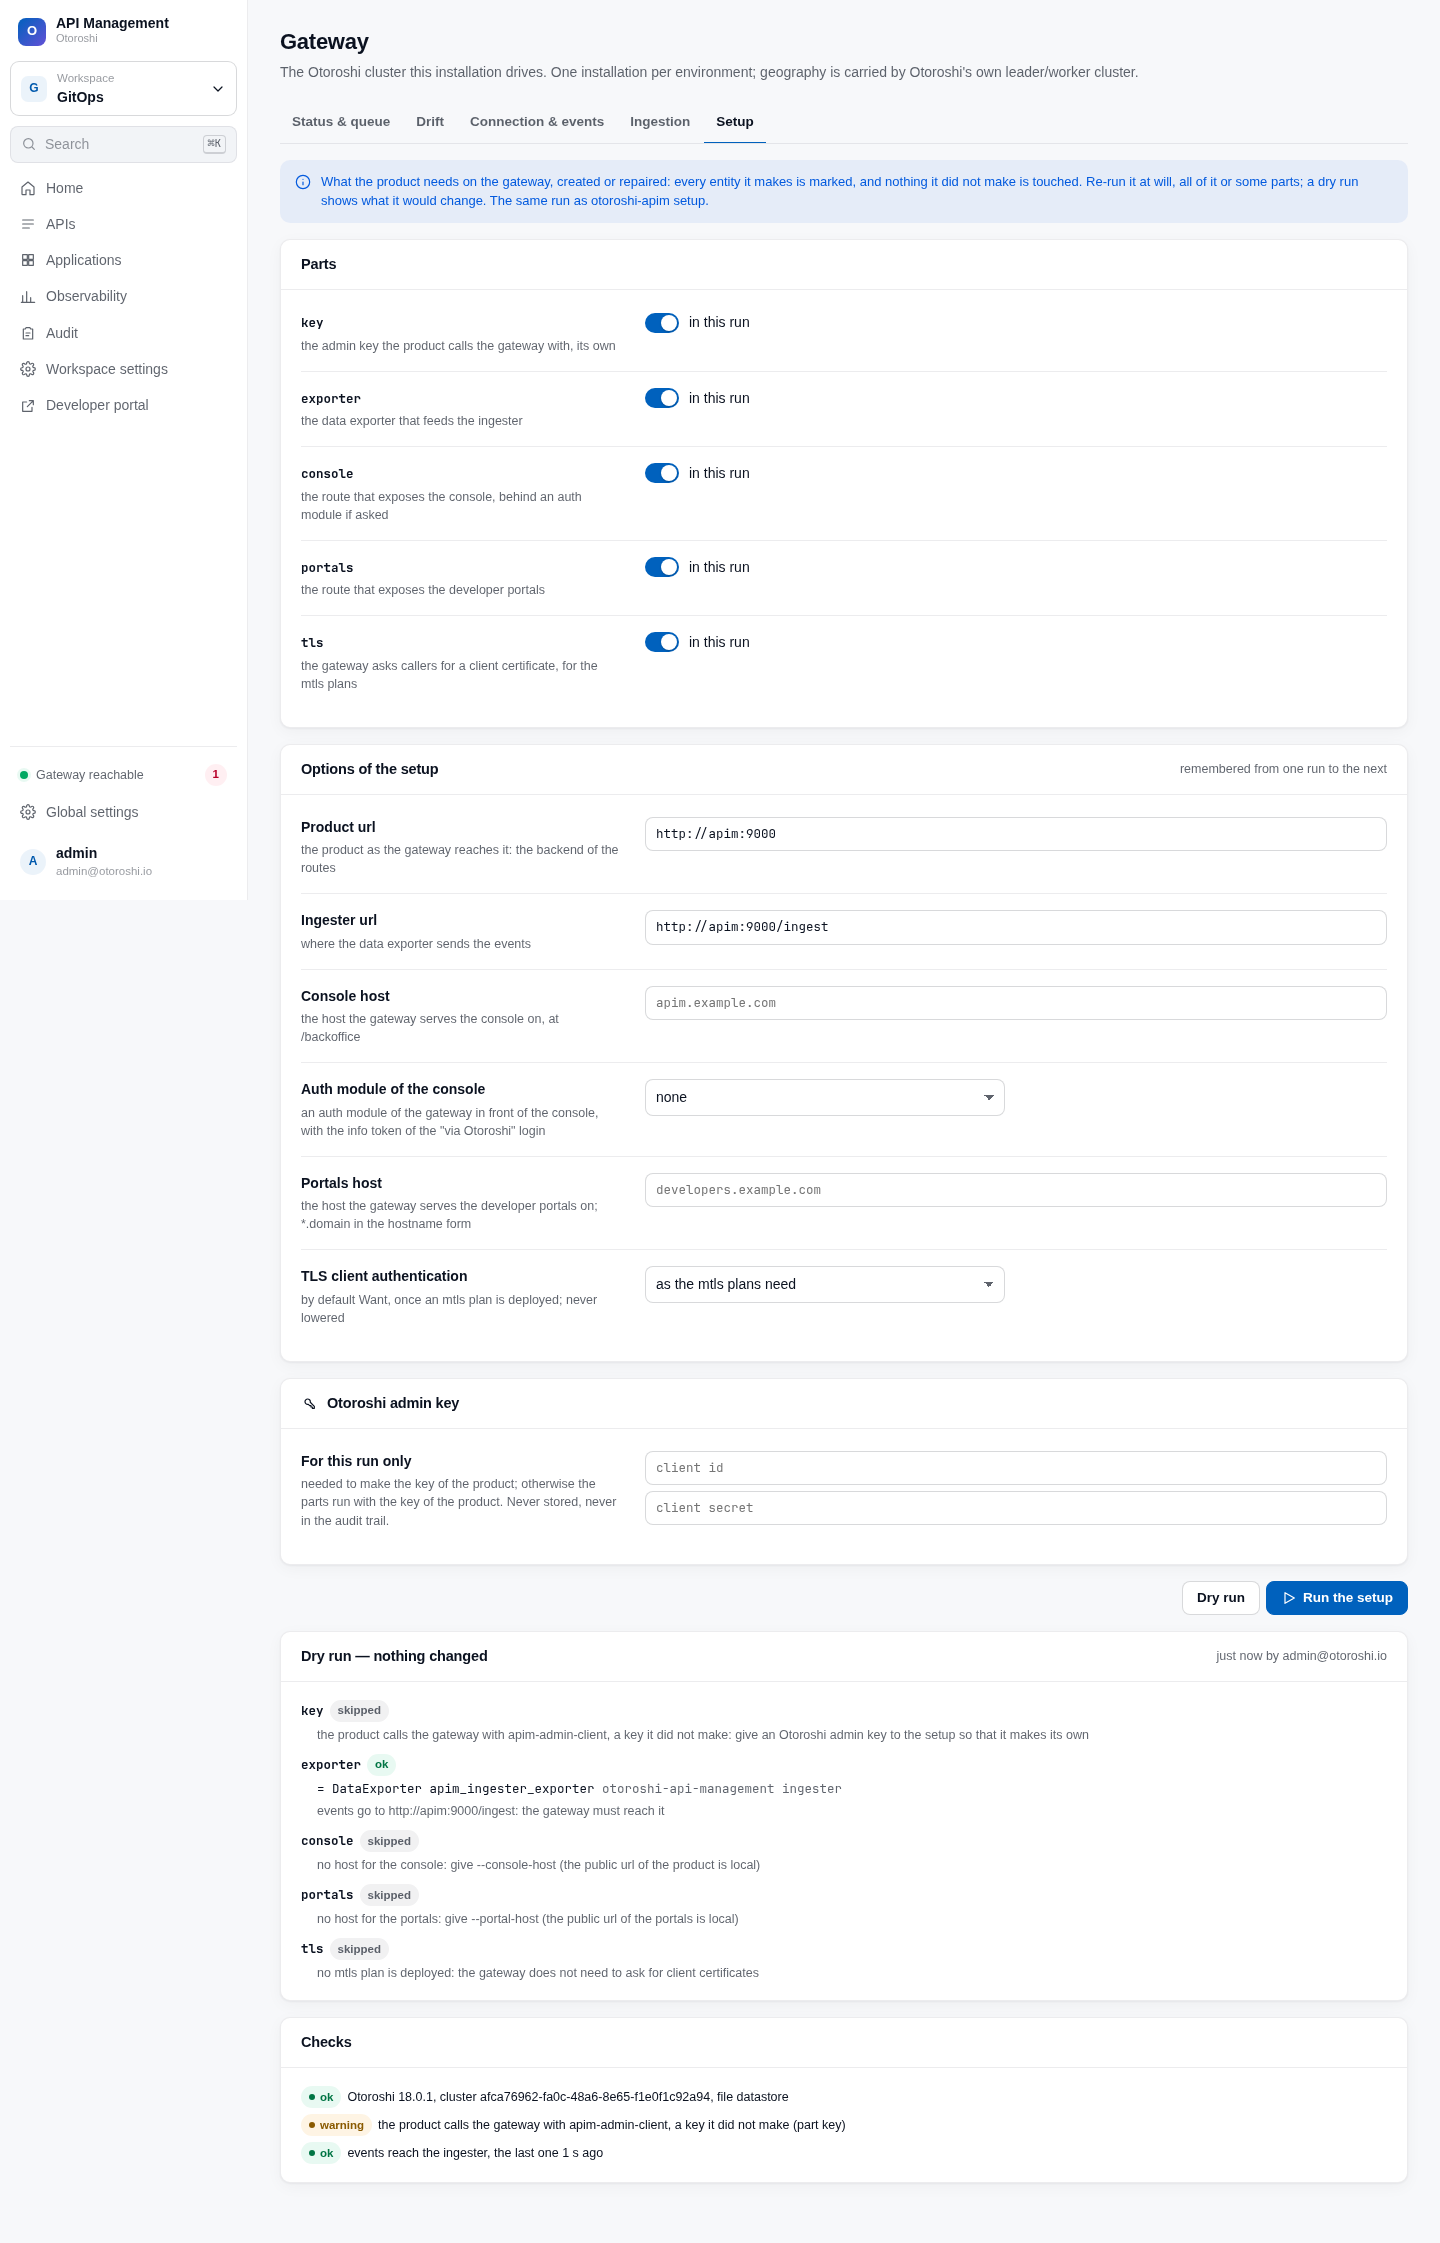 O
API Management
Otoroshi
G
Workspace
GitOps
Search
⌘K
Home
APIs
Applications
Observability
Audit
Workspace settings
Developer portal
Gateway reachable
1
Global settings
A
admin
admin@otoroshi.io
Gateway
The Otoroshi cluster this installation drives. One installation per environment; geography is carried by Otoroshi's own leader/worker cluster.
Status & queue
Drift
Connection & events
Ingestion
Setup
What the product needs on the gateway, created or repaired: every entity it makes is marked, and nothing it did not make is touched. Re-run it at will, all of it or some parts; a dry run
shows what it would change. The same run as otoroshi-apim setup.
Parts
key
in this run
the admin key the product calls the gateway with, its own
exporter
in this run
the data exporter that feeds the ingester
console
in this run
the route that exposes the console, behind an auth
module if asked
portals
in this run
the route that exposes the developer portals
tls
in this run
the gateway asks callers for a client certificate, for the
mtls plans
Options of the setup
remembered from one run to the next
Product url
http://apim:9000
the product as the gateway reaches it: the backend of the
routes
Ingester url
http://apim:9000/ingest
where the data exporter sends the events
Console host
apim.example.com
the host the gateway serves the console on, at
/backoffice
Auth module of the console
none
an auth module of the gateway in front of the console,
with the info token of the "via Otoroshi" login
Portals host
developers.example.com
the host the gateway serves the developer portals on;
*.domain in the hostname form
TLS client authentication
as the mtls plans need
by default Want, once an mtls plan is deployed; never
lowered
Otoroshi admin key
For this run only
client id
needed to make the key of the product; otherwise the
parts run with the key of the product. Never stored, never
in the audit trail.
client secret
Dry run
Run the setup
Dry run — nothing changed
just now by admin@otoroshi.io
key skipped
the product calls the gateway with apim-admin-client, a key it did not make: give an Otoroshi admin key to the setup so that it makes its own
exporter ok
= DataExporter apim_ingester_exporter otoroshi-api-management ingester
events go to http://apim:9000/ingest: the gateway must reach it
console skipped
no host for the console: give --console-host (the public url of the product is local)
portals skipped
no host for the portals: give --portal-host (the public url of the portals is local)
tls skipped
no mtls plan is deployed: the gateway does not need to ask for client certificates
Checks
ok Otoroshi 18.0.1, cluster afca76962-fa0c-48a6-8e65-f1e0f1c92a94, file datastore
warning the product calls the gateway with apim-admin-client, a key it did not make (part key)
ok events reach the ingester, the last one 1 s ago